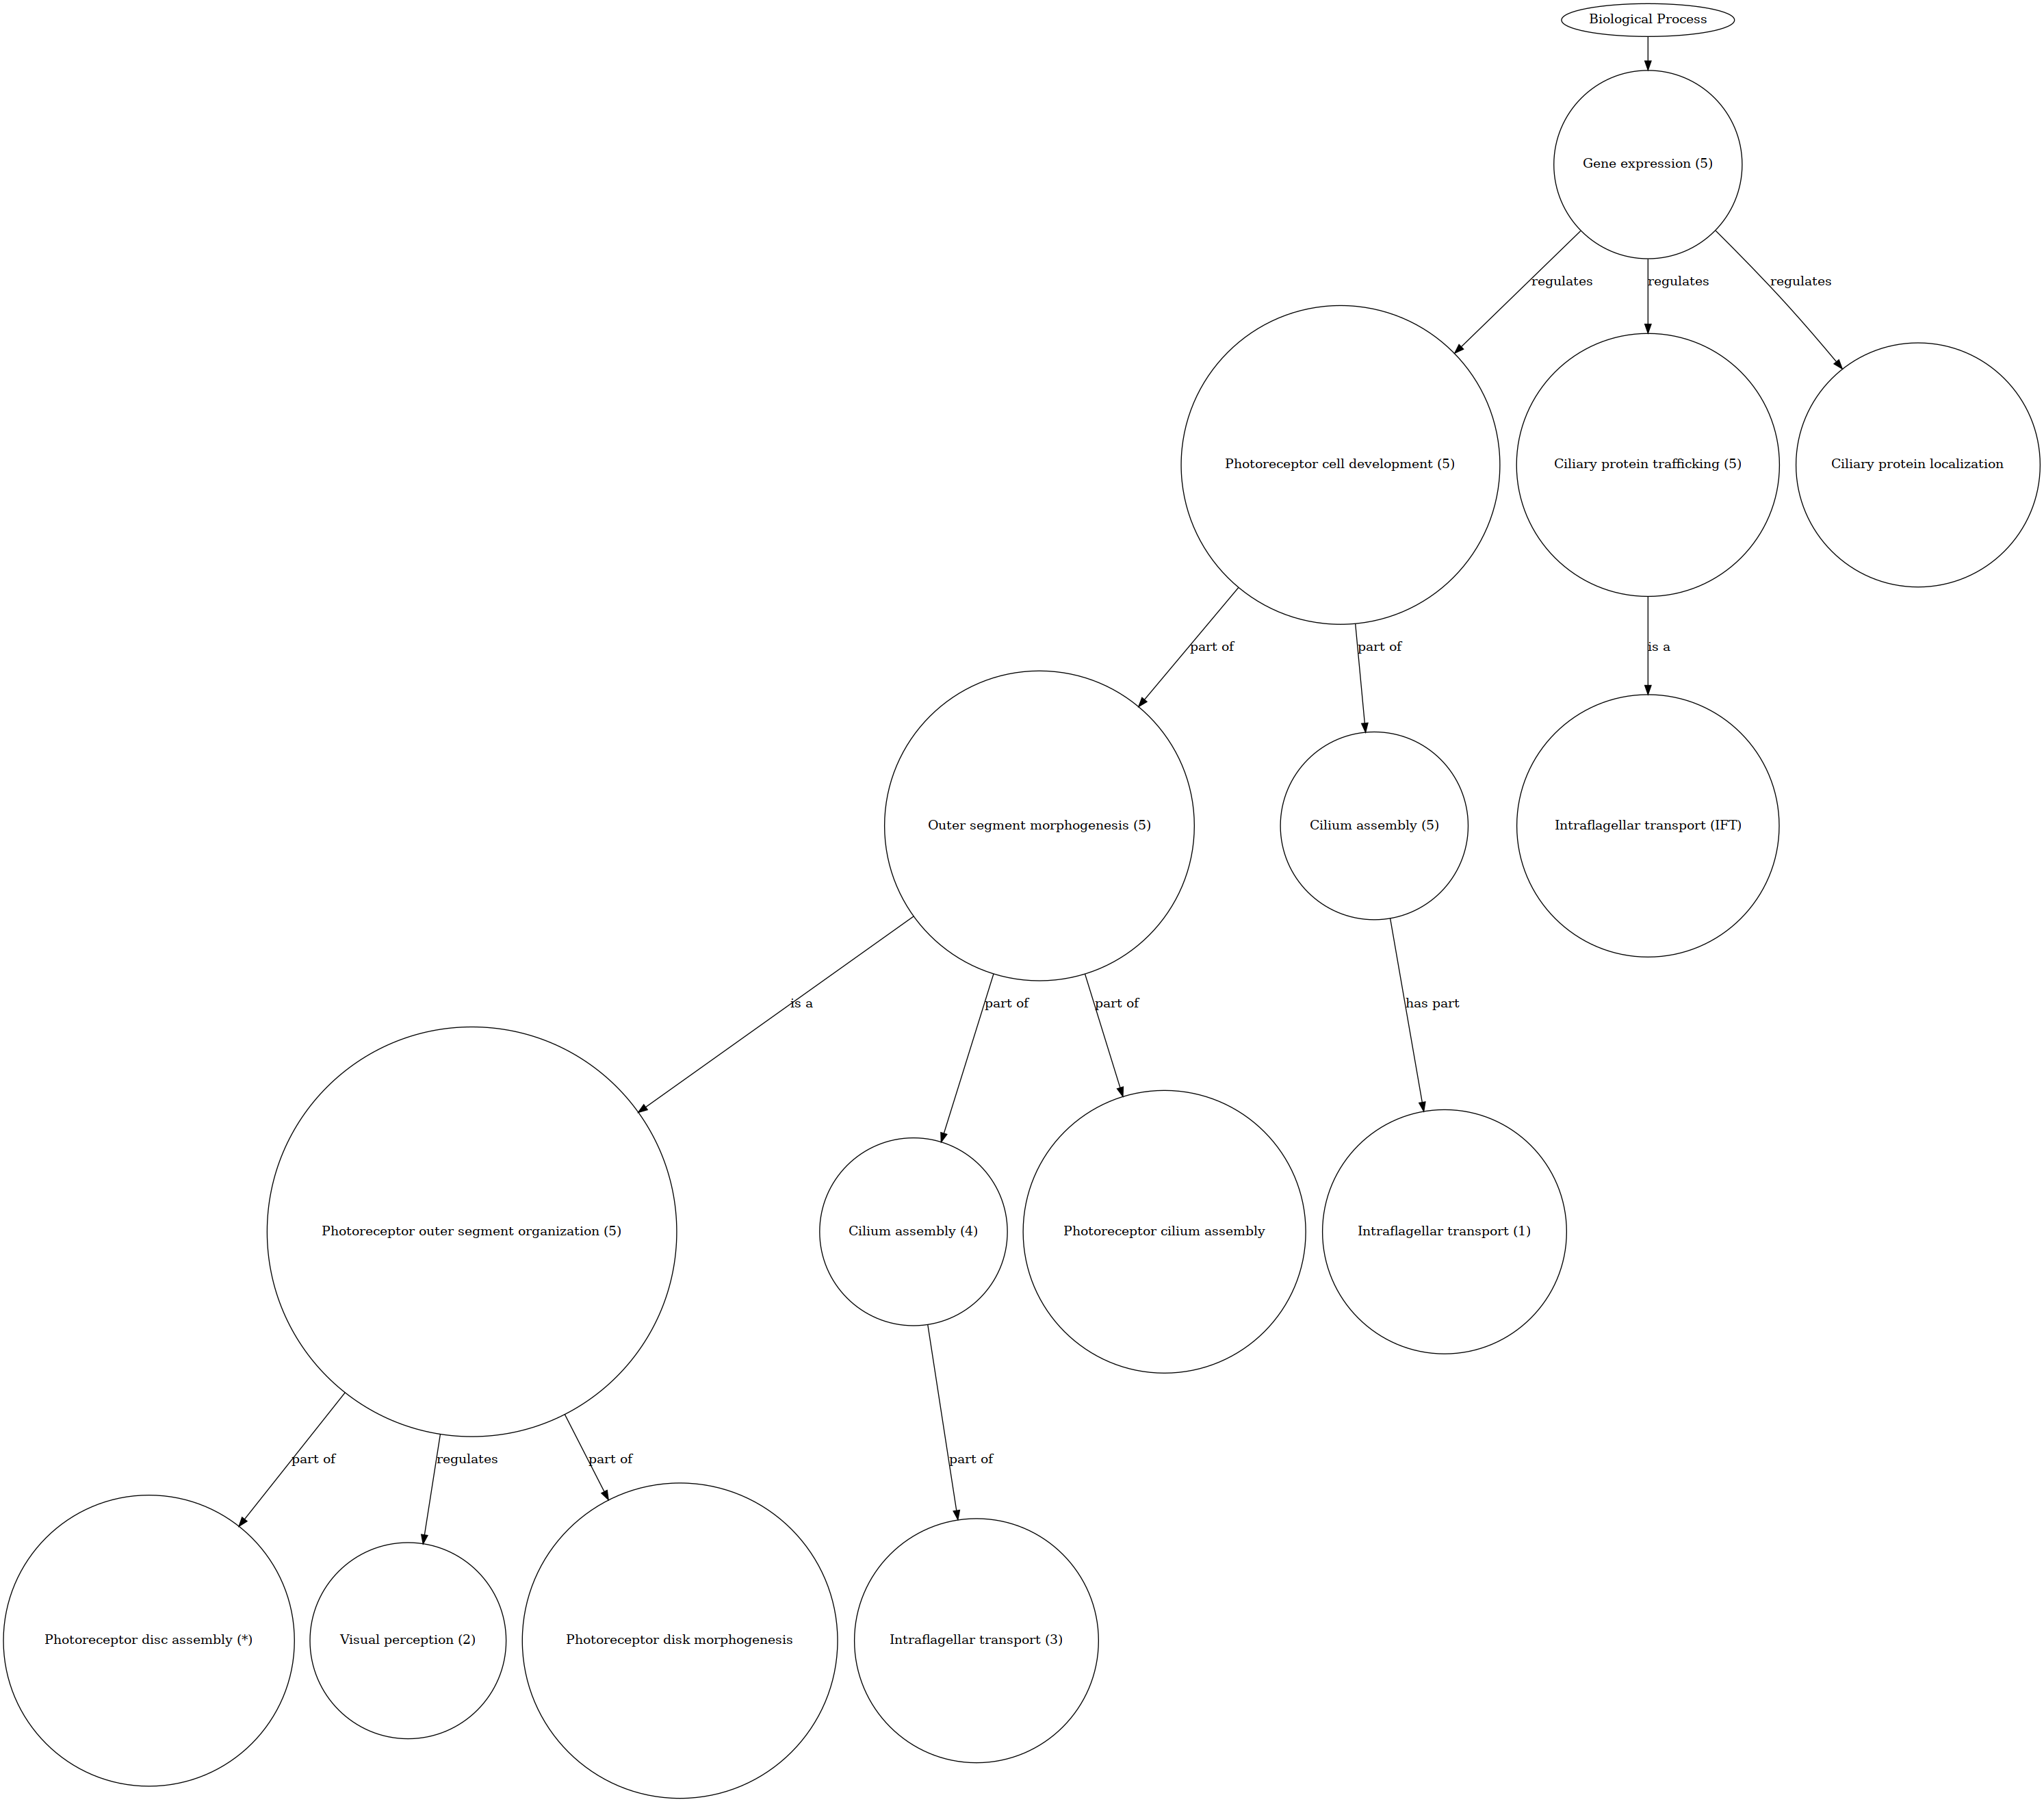 Biological Process
Gene expression (5)
regulates
regulates
regulates
Photoreceptor cell development (5)
Ciliary protein trafficking (5)
Ciliary protein localization
part of
part of
is a
Outer segment morphogenesis (5)
Cilium assembly (5)
Intraflagellar transport (IFT)
is a
part of
part of
has part
Photoreceptor outer segment organization (5)
Cilium assembly (4)
Photoreceptor cilium assembly
Intraflagellar transport (1)
part of
regulates
part of
part of
Photoreceptor disc assembly (*)
Visual perception (2)
Photoreceptor disk morphogenesis
Intraflagellar transport (3)